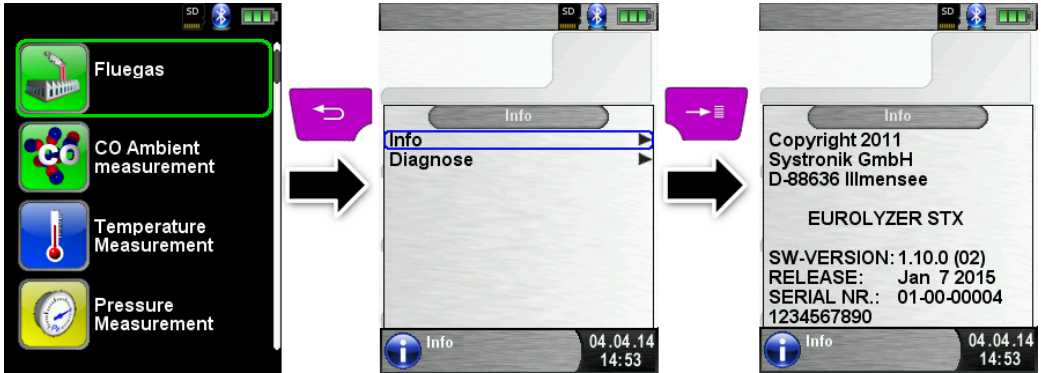 SD
Fluegas
CO
CO Ambient
measurement
Temperature
Measurement
Pressure
Measurement
SD
Info
Info
Diagnose
Info
04.04.14
14:53
SD
Info
Copyright 2011
Systronik GmbH
D-88636 Illmensee
EUROLYZER STX
SW-VERSION: 1.10.0 (02)
RELEASE: Jan 7 2015
SERIAL NR.: 01-00-00004
1234567890
Info
04.04.14
14:53